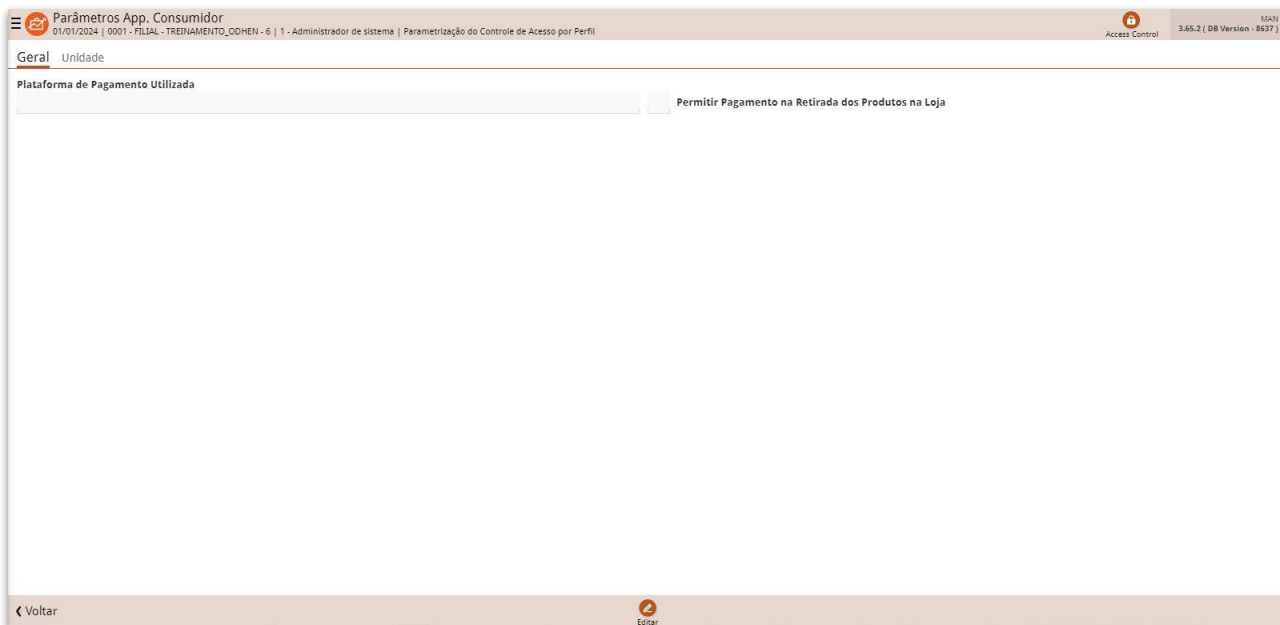 Parâmetros App. Consumidor
01/01/2024 | 0001 - FILIAL - TREINAMENTO_ODHEN - 6 | 1 - Administrador de sistema | Parametrização do Controle de Acesso por Perfil
Access Control
MAN
3.65.2 ( DB Version - 8637 )
Geral Unidade
Plataforma de Pagamento Utilizada
Permitir Pagamento na Retirada dos Produtos na Loja
Voltar
Editar